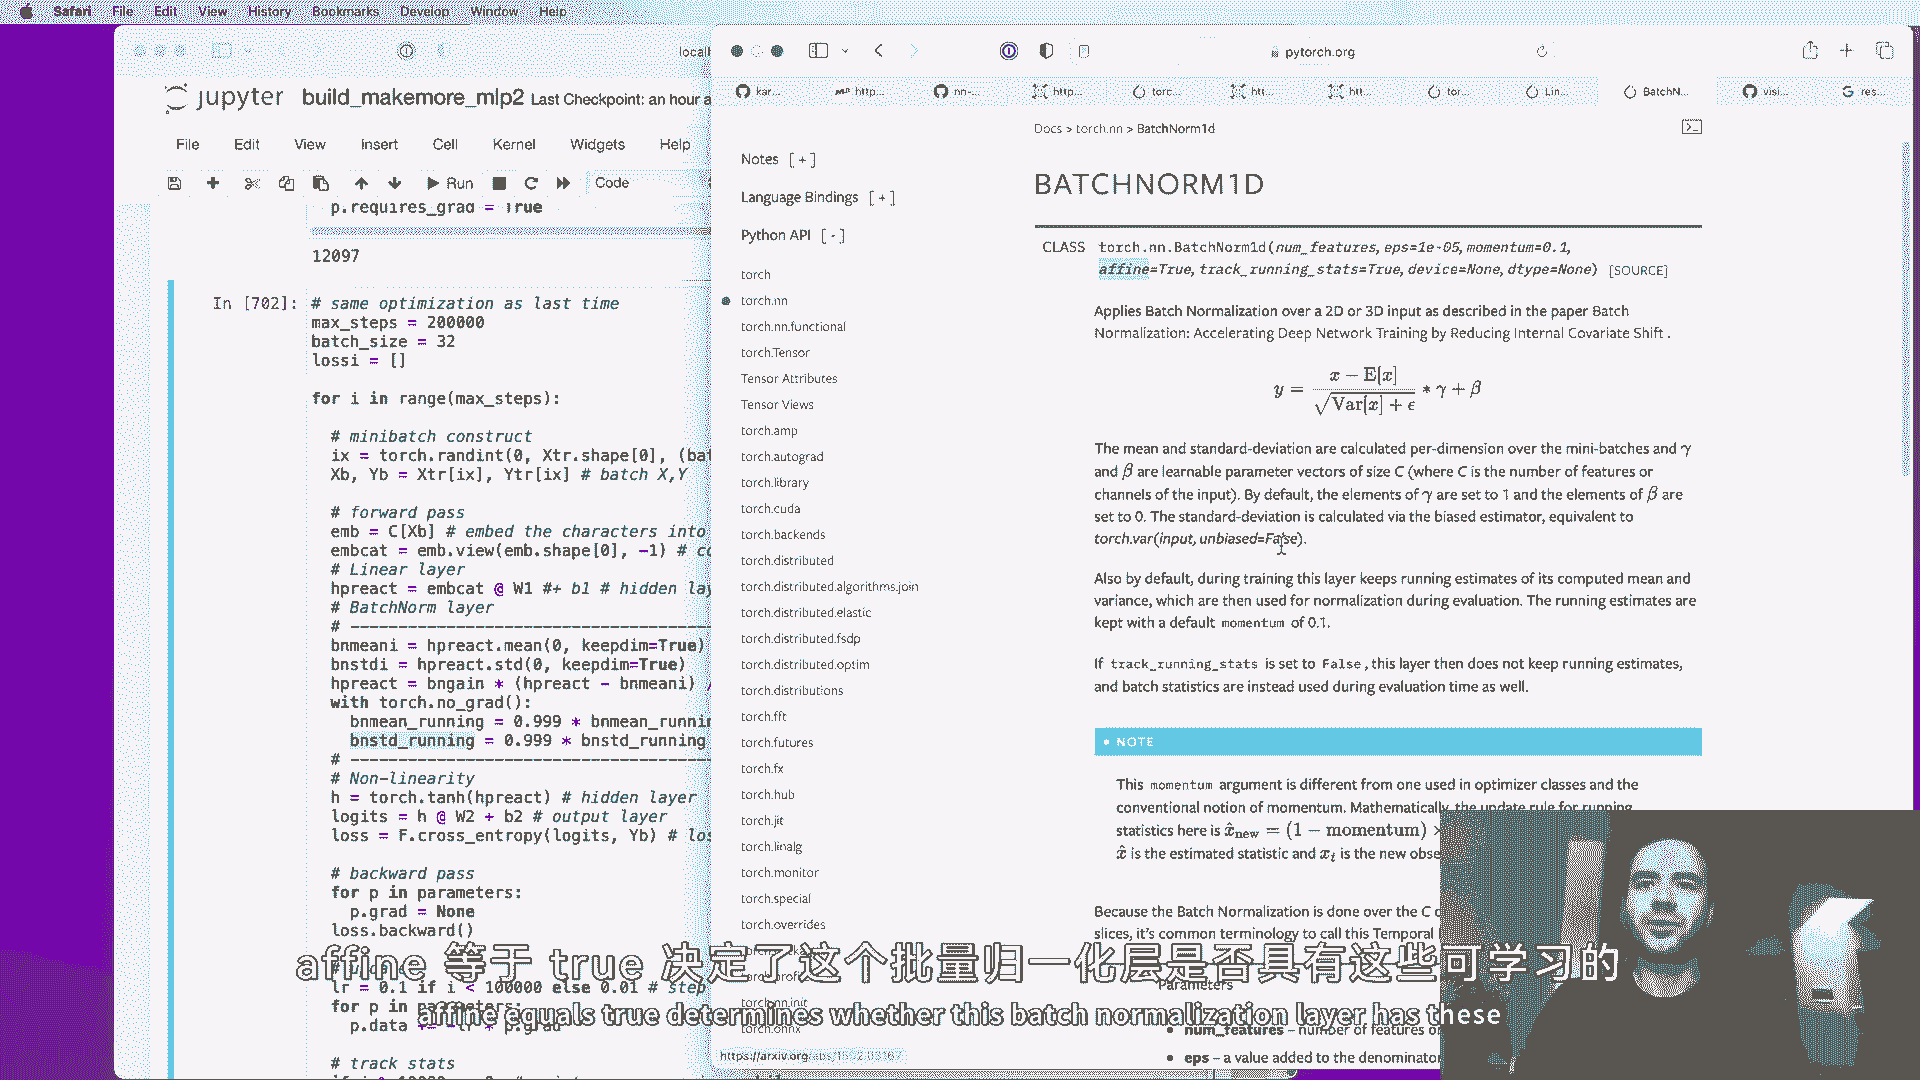 Safari File Edit View History Bookmarks Develop Window Help
pytorch.org
jupyter build_makemore_mlp2 Last Checkpoint: an hour a
kar... http... nn-... http... torc... htt... htt... tor... Lin... BatchN... visi... res...
File Edit View Insert Cell Kernel Widgets Help
Run Code
p.requires_grad = True
12097
In [702]: # same optimization as last time
max_steps = 200000
batch_size = 32
lossi = []
for i in range(max_steps):
# minibatch construct
ix = torch.randint(0, Xtr.shape[0], (bat
Xb, Yb = Xtr[ix], Ytr[ix] # batch X,Y
# forward pass
emb = C[Xb] # embed the characters into
embcat = emb.view(emb.shape[0], -1) # co
# Linear layer
hpreact = embcat @ W1 #+ b1 # hidden lay
# BatchNorm layer
# ---------------------------------------
bnmeani = hpreact.mean(0, keepdim=True)
bnstdi = hpreact.std(0, keepdim=True)
hpreact = bngain * (hpreact - bnmeani) /
with torch.no_grad():
bnmean_running = 0.999 * bnmean_runnin
bnstd_running = 0.999 * bnstd_running
# ---------------------------------------
# Non-linearity
h = torch.tanh(hpreact) # hidden layer
logits = h @ W2 + b2 # output layer
loss = F.cross_entropy(logits, Yb) # los
# backward pass
for p in parameters:
p.grad = None
loss.backward()
lr = 0.1 if i < 100000 else 0.01 # step
for p in parameters:
p.data += -lr * p.grad
# track stats
Notes [ + ]
Language Bindings [ + ]
Python API [ - ]
torch
torch.nn
torch.nn.functional
torch.Tensor
Tensor Attributes
Tensor Views
torch.amp
torch.autograd
torch.library
torch.cuda
torch.backends
torch.distributed
torch.distributed.algorithms.join
torch.distributed.elastic
torch.distributed.fsdp
torch.distributed.optim
torch.distributions
torch.fft
torch.futures
torch.fx
torch.hub
torch.jit
torch.linalg
torch.monitor
torch.special
torch.overrides
torch.nn.init
torch.onnx
https://arxiv.org/abs/1502.03167
Docs > torch.nn > BatchNorm1d
BATCHNORM1D
CLASS torch.nn.BatchNorm1d(num_features, eps=1e-05, momentum=0.1,
affine=True, track_running_stats=True, device=None, dtype=None) [SOURCE]
Applies Batch Normalization over a 2D or 3D input as described in the paper Batch
Normalization: Accelerating Deep Network Training by Reducing Internal Covariate Shift .
y = (x − E[x]) / √(Var[x] + ϵ) ∗ γ + β
The mean and standard-deviation are calculated per-dimension over the mini-batches and γ
and β are learnable parameter vectors of size C (where C is the number of features or
channels of the input). By default, the elements of γ are set to 1 and the elements of β are
set to 0. The standard-deviation is calculated via the biased estimator, equivalent to
torch.var(input, unbiased=False).
Also by default, during training this layer keeps running estimates of its computed mean and
variance, which are then used for normalization during evaluation. The running estimates are
kept with a default momentum of 0.1.
If track_running_stats is set to False, this layer then does not keep running estimates,
and batch statistics are instead used during evaluation time as well.
NOTE
This momentum argument is different from one used in optimizer classes and the
conventional notion of momentum. Mathematically, the update rule for running
statistics here is x̂new = (1 − momentum) ×
x̂ is the estimated statistic and xt is the new obse
Because the Batch Normalization is done over the C d
slices, it's common terminology to call this Temporal
Parameters
num_features – number of features o
eps – a value added to the denominator
affine 等于 true 决定了这个批量归一化层是否具有这些可学习的
affine equals true determines whether this batch normalization layer has these